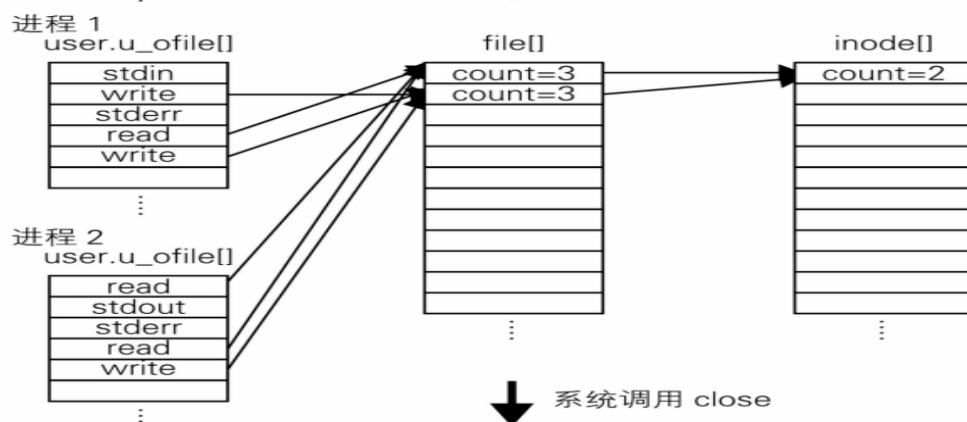 进程 1
user.u_ofile[]
stdin
write
stderr
read
write
file[]
count=3
count=3
inode[]
count=2
进程 2
user.u_ofile[]
read
stdout
stderr
read
write
系统调用 close